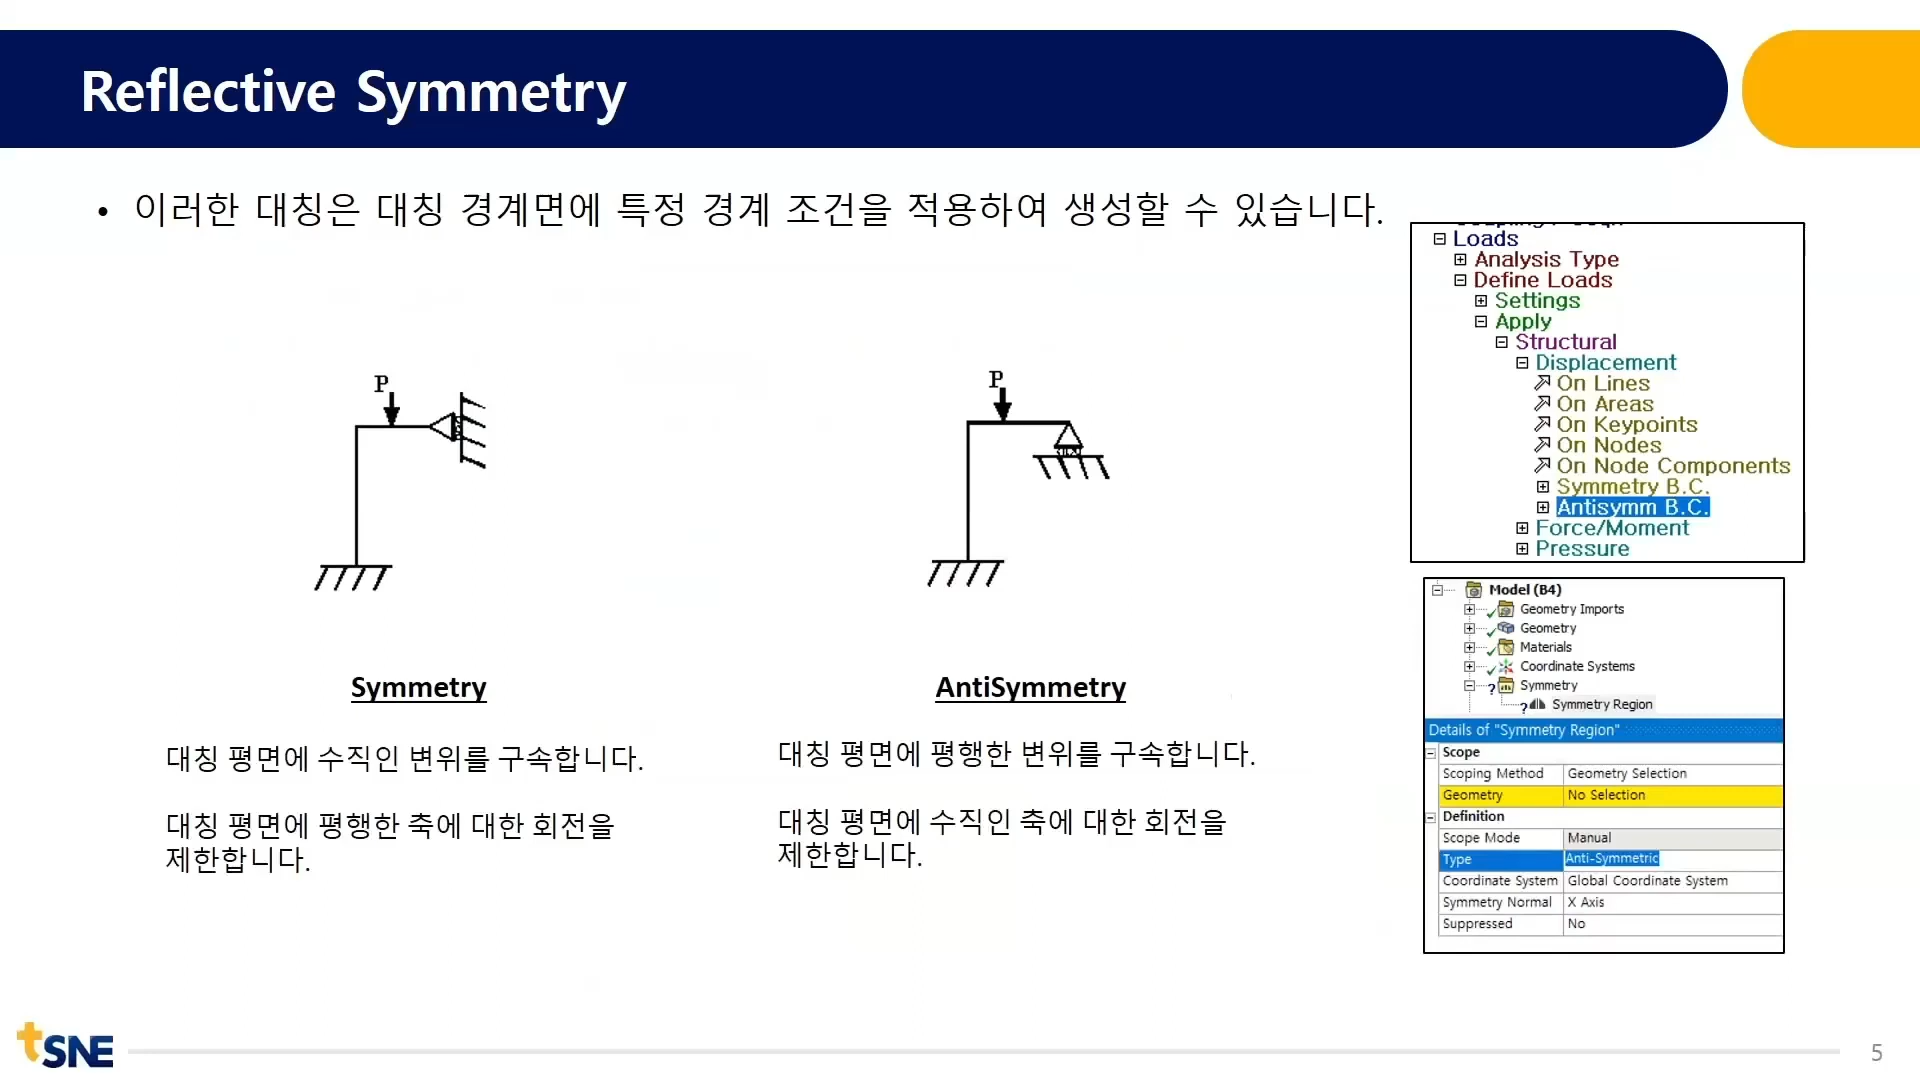 Reflective Symmetry
• 이러한 대칭은 대칭 경계면에 특정 경계 조건을 적용하여 생성할 수 있습니다.
P
Symmetry
대칭 평면에 수직인 변위를 구속합니다.
대칭 평면에 평행한 축에 대한 회전을
제한합니다.
P
AntiSymmetry
대칭 평면에 평행한 변위를 구속합니다.
대칭 평면에 수직인 축에 대한 회전을
제한합니다.
Loads
Analysis Type
Define Loads
Settings
Apply
Structural
Displacement
On Lines
On Areas
On Keypoints
On Nodes
On Node Components
Symmetry B.C.
Antisymm B.C.
Force/Moment
Pressure
Model (B4)
Geometry Imports
Geometry
Materials
Coordinate Systems
Symmetry
Symmetry Region
Details of "Symmetry Region"
Scope
Scoping Method Geometry Selection
Geometry No Selection
Definition
Scope Mode Manual
Type Anti-Symmetric
Coordinate System Global Coordinate System
Symmetry Normal X Axis
Suppressed No
tSNE
5